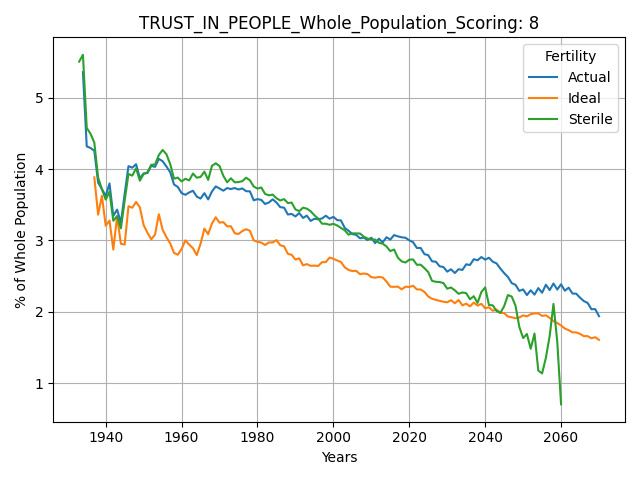 TRUST_IN_PEOPLE_Whole_Population_Scoring: 8
Fertility
Actual
Ideal
Sterile
% of Whole Population
5
4
3
2
1
1940 1960 1980 2000 2020 2040 2060
Years